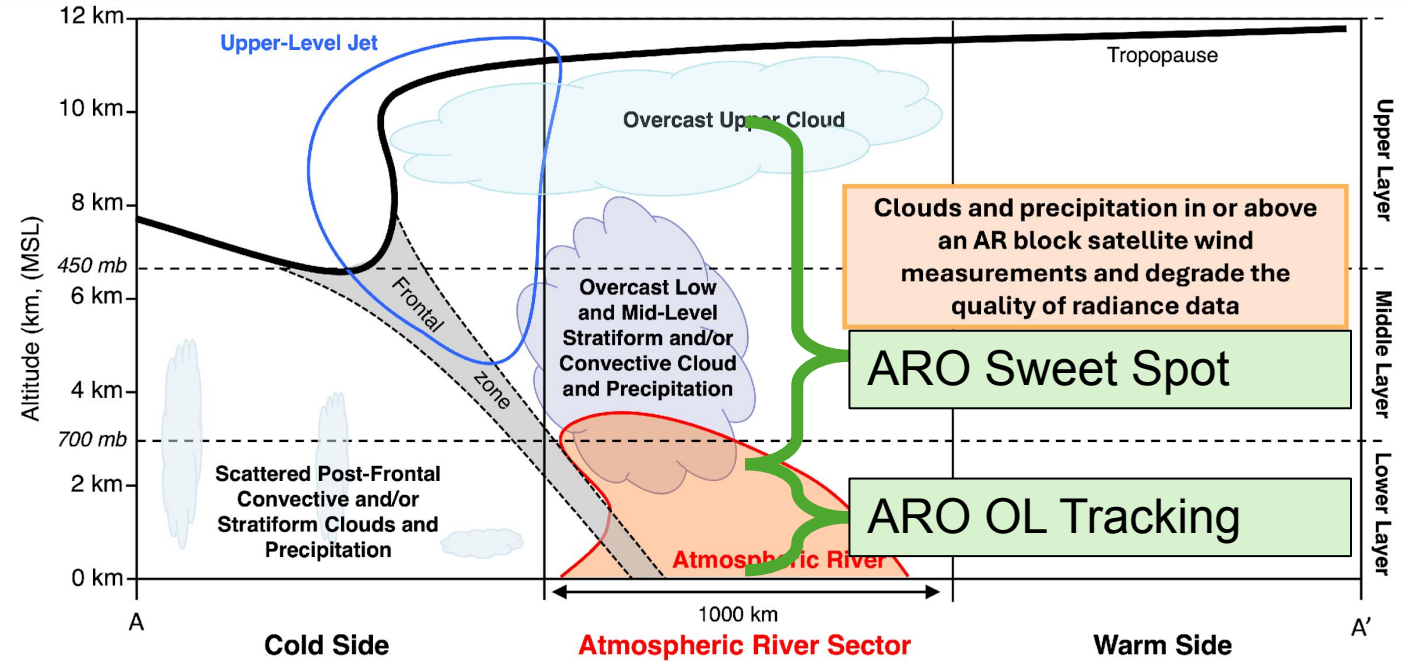 12 km
Upper-Level Jet
Tropopause
10 km
Overcast Upper Cloud
Upper Layer
8 km
Clouds and precipitation in or above
an AR block satellite wind
measurements and degrade the
quality of radiance data
Altitude (km, (MSL)
450 mb
6 km
Frontal
zone
Overcast Low
and Mid-Level
Stratiform and/or
Convective Cloud
and Precipitation
Middle Layer
ARO Sweet Spot
4 km
700 mb
Scattered Post-Frontal
Convective and/or
Stratiform Clouds and
Precipitation
2 km
ARO OL Tracking
Lower Layer
Atmospheric River
0 km
A
1000 km
A’
Cold Side
Atmospheric River Sector
Warm Side